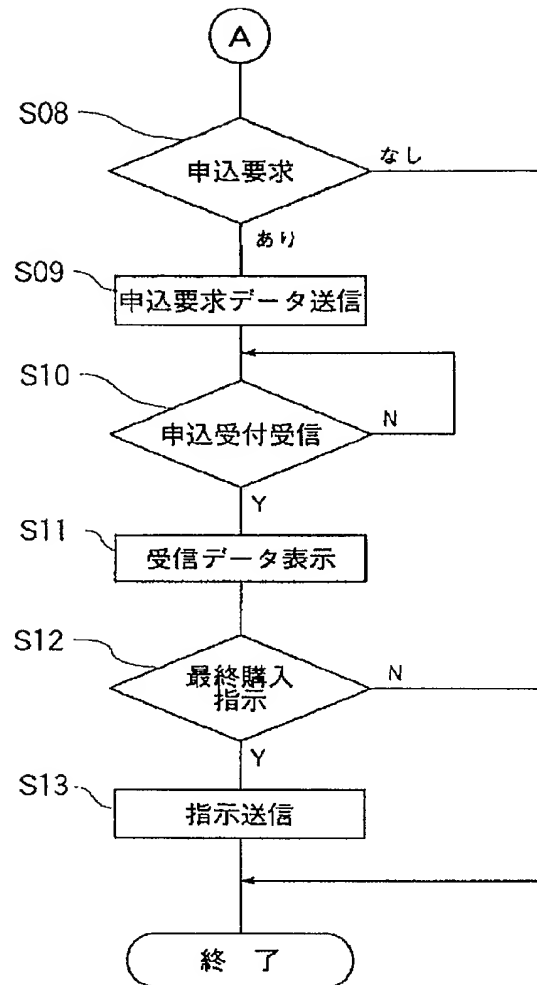 A
S08
申込要求
なし
あり
S09
申込要求データ送信
S10
申込受付受信
N
Y
S11
受信データ表示
S12
最終購入
指示
N
Y
S13
指示送信
終 了